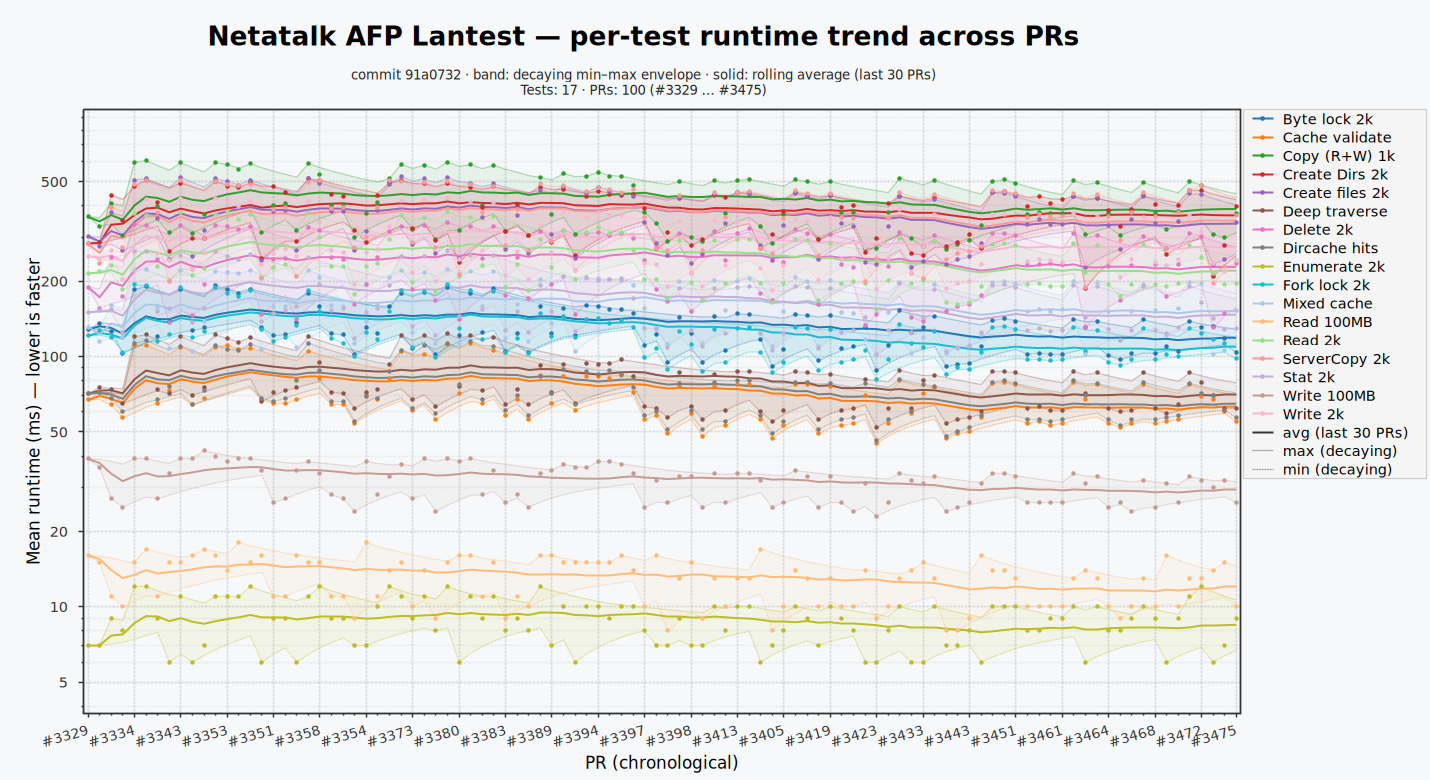 Netatalk AFP Lantest — per-test runtime trend across PRs
commit 91a0732 · band: decaying min–max envelope · solid: rolling average (last 30 PRs)
Tests: 17 · PRs: 100 (#3329 … #3475)
Mean runtime (ms) — lower is faster
500
200
100
50
20
10
5
#3329 #3334 #3343 #3353 #3351 #3358 #3354 #3373 #3380 #3383 #3389 #3394 #3397 #3398 #3413 #3405 #3419 #3423 #3433 #3443 #3451 #3461 #3464 #3468 #3472 #3475
PR (chronological)
Byte lock 2k
Cache validate
Copy (R+W) 1k
Create Dirs 2k
Create files 2k
Deep traverse
Delete 2k
Dircache hits
Enumerate 2k
Fork lock 2k
Mixed cache
Read 100MB
Read 2k
ServerCopy 2k
Stat 2k
Write 100MB
Write 2k
avg (last 30 PRs)
max (decaying)
min (decaying)